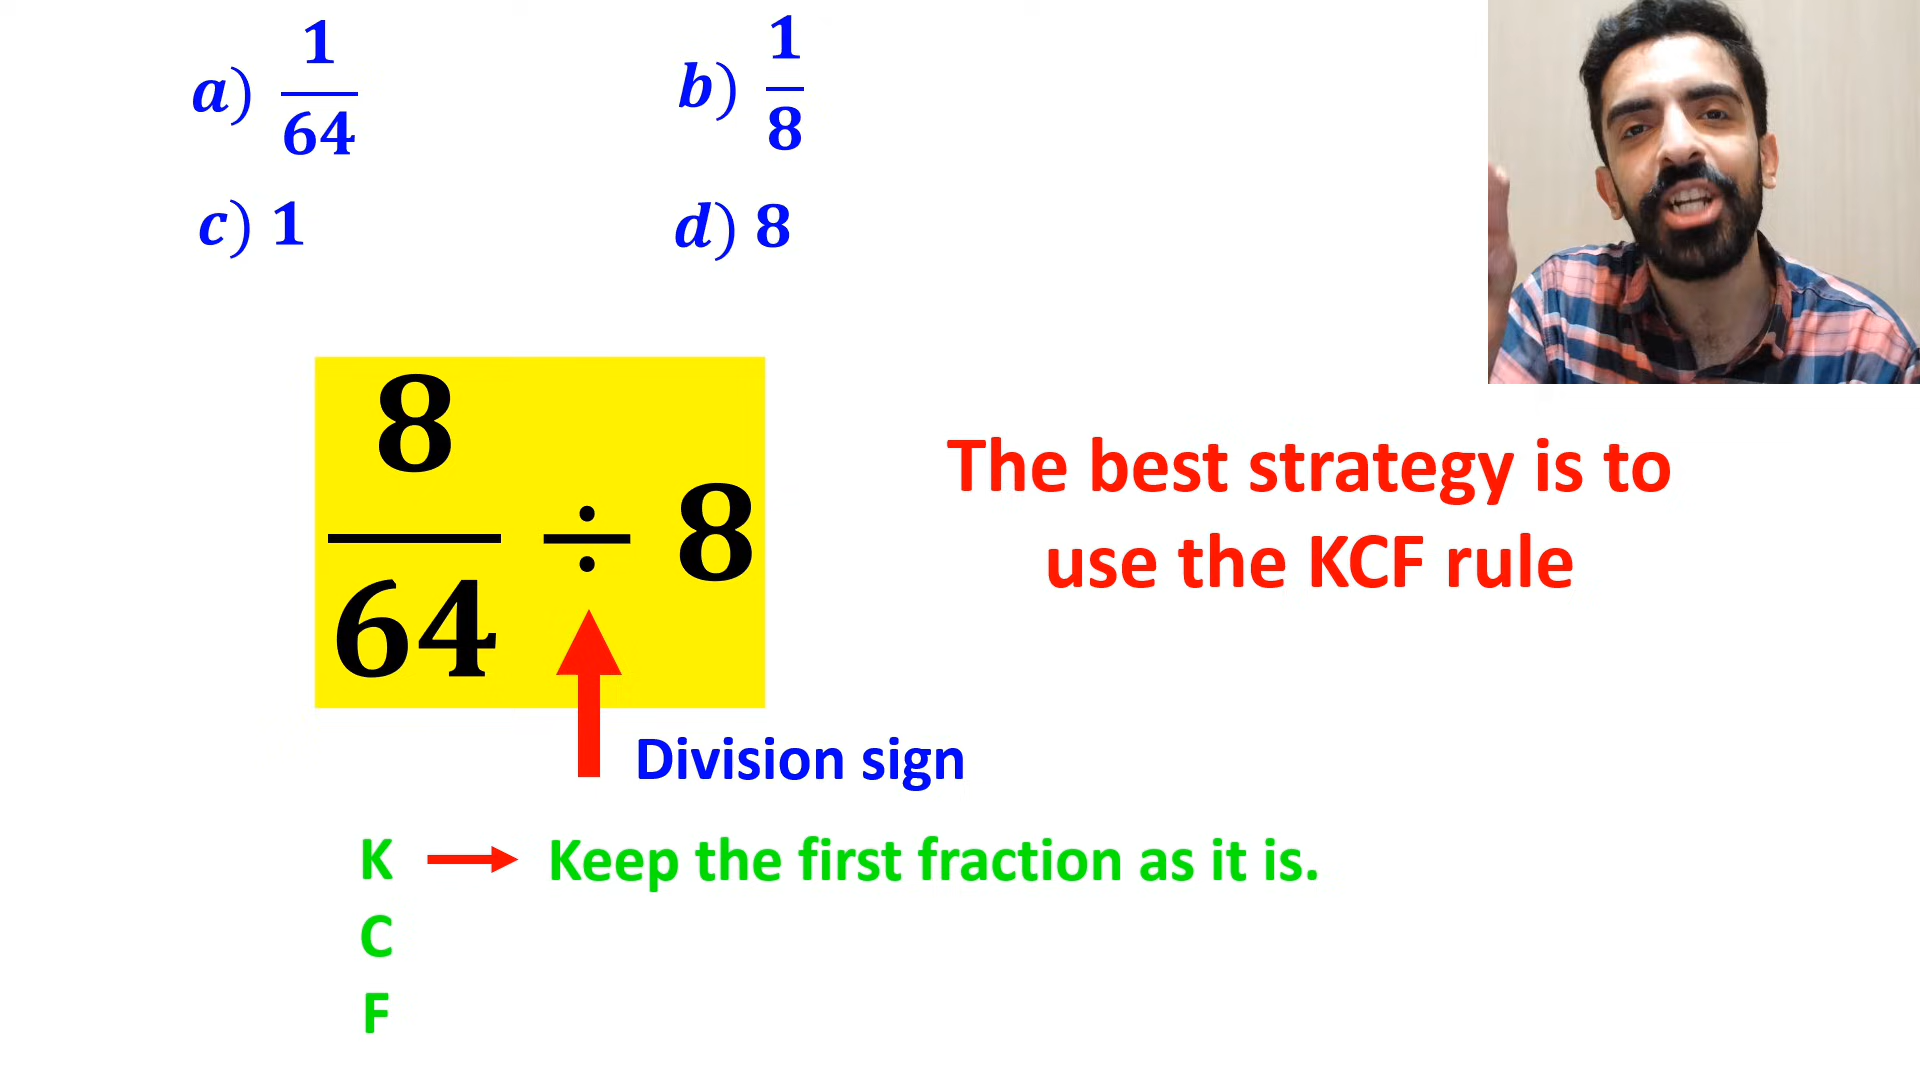 a) 1/64
b) 1/8
c) 1
d) 8
8/64 ÷ 8
The best strategy is to
use the KCF rule
Division sign
K → Keep the first fraction as it is.
C
F